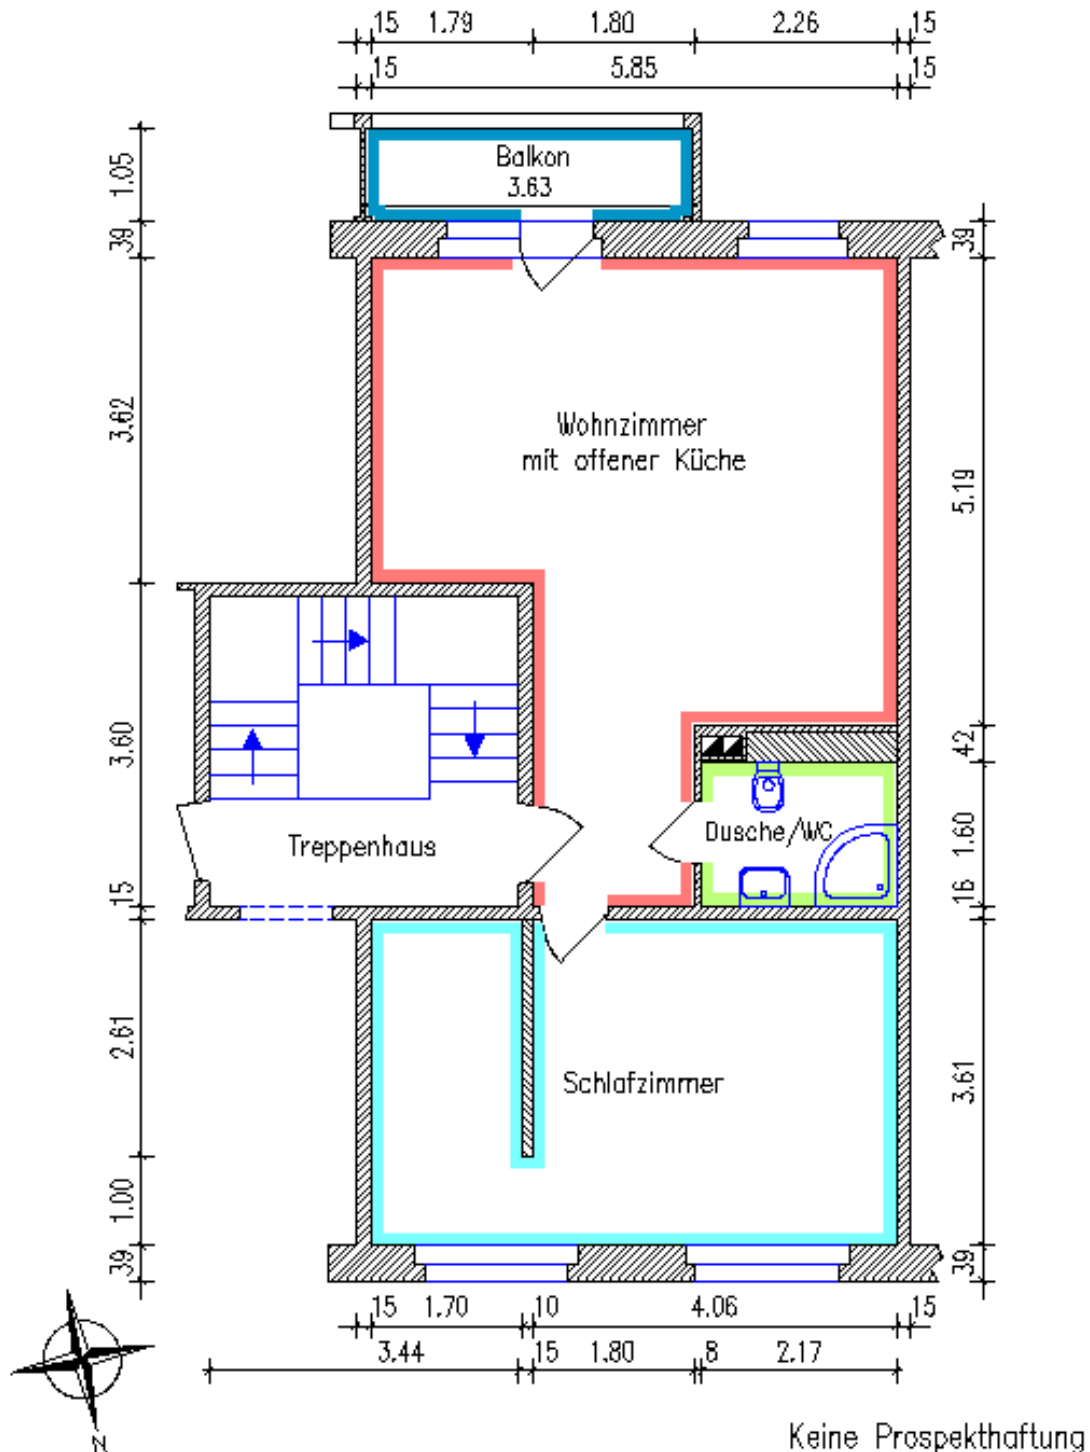 15 1.79 1.80 2.26 15
15 5.85 15
Balkon
3.63
1.05
39
39
3.62
Wohnzimmer
mit offener Küche
5.19
3.60
42
Treppenhaus
Dusche/WC
1.60
15
16
2.61
Schlafzimmer
3.61
1.00
39
39
15 1.70 10 4.06 15
3.44 15 1.80 8 2.17
N
Keine Prospekthaftung